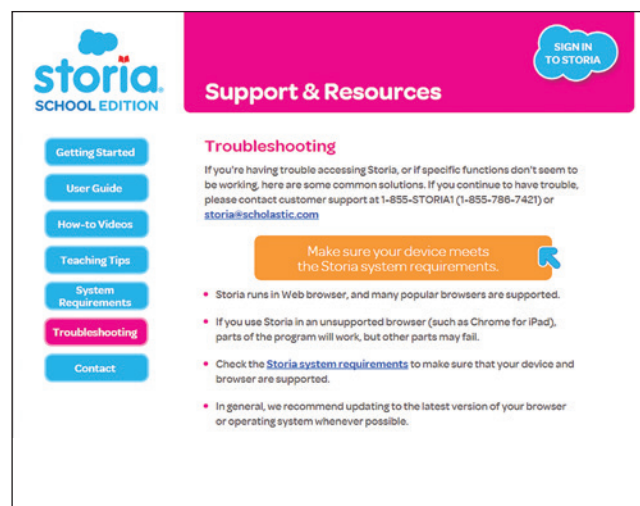 storia
SCHOOL EDITION
SIGN IN
TO STORIA
Support & Resources
Getting Started
User Guide
How-to Videos
Teaching Tips
System
Requirements
Troubleshooting
Contact
Troubleshooting
If you're having trouble accessing Storia, or if specific functions don't seem to
be working, here are some common solutions. If you continue to have trouble,
please contact customer support at 1-855-STORIA1 (1-855-786-7421) or
storia@scholastic.com
Make sure your device meets
the Storia system requirements.
• Storia runs in Web browser, and many popular browsers are supported.
• If you use Storia in an unsupported browser (such as Chrome for iPad),
parts of the program will work, but other parts may fail.
• Check the Storia system requirements to make sure that your device and
browser are supported.
• In general, we recommend updating to the latest version of your browser
or operating system whenever possible.